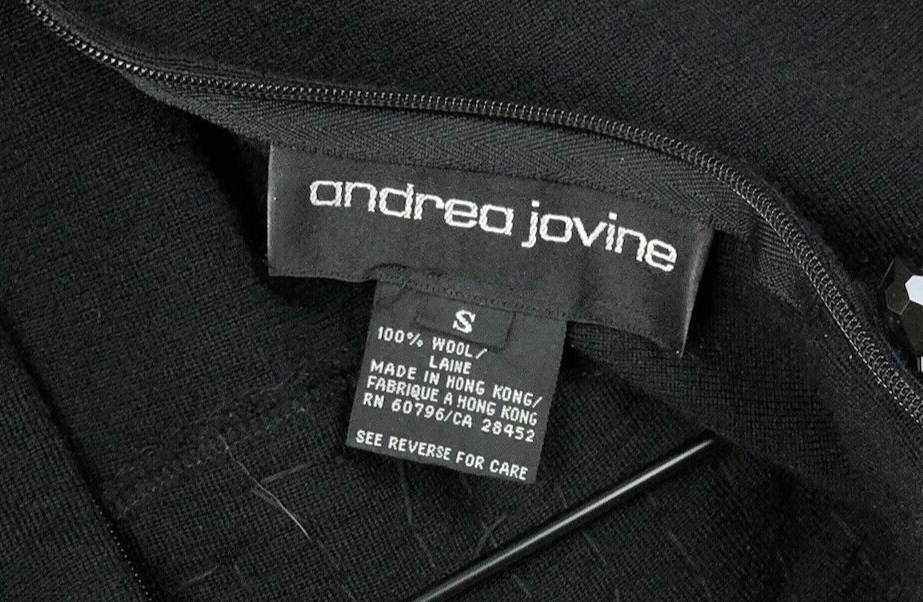 andrea jovine
S
100% WOOL/
LAINE
MADE IN HONG KONG/
FABRIQUE A HONG KONG
RN 60796/CA 28452
SEE REVERSE FOR CARE